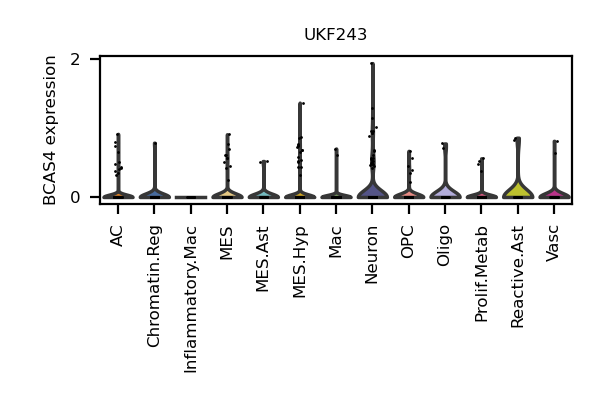 UKF243
BCAS4 expression
2
0
AC
Chromatin.Reg
Inflammatory.Mac
MES
MES.Ast
MES.Hyp
Mac
Neuron
OPC
Oligo
Prolif.Metab
Reactive.Ast
Vasc